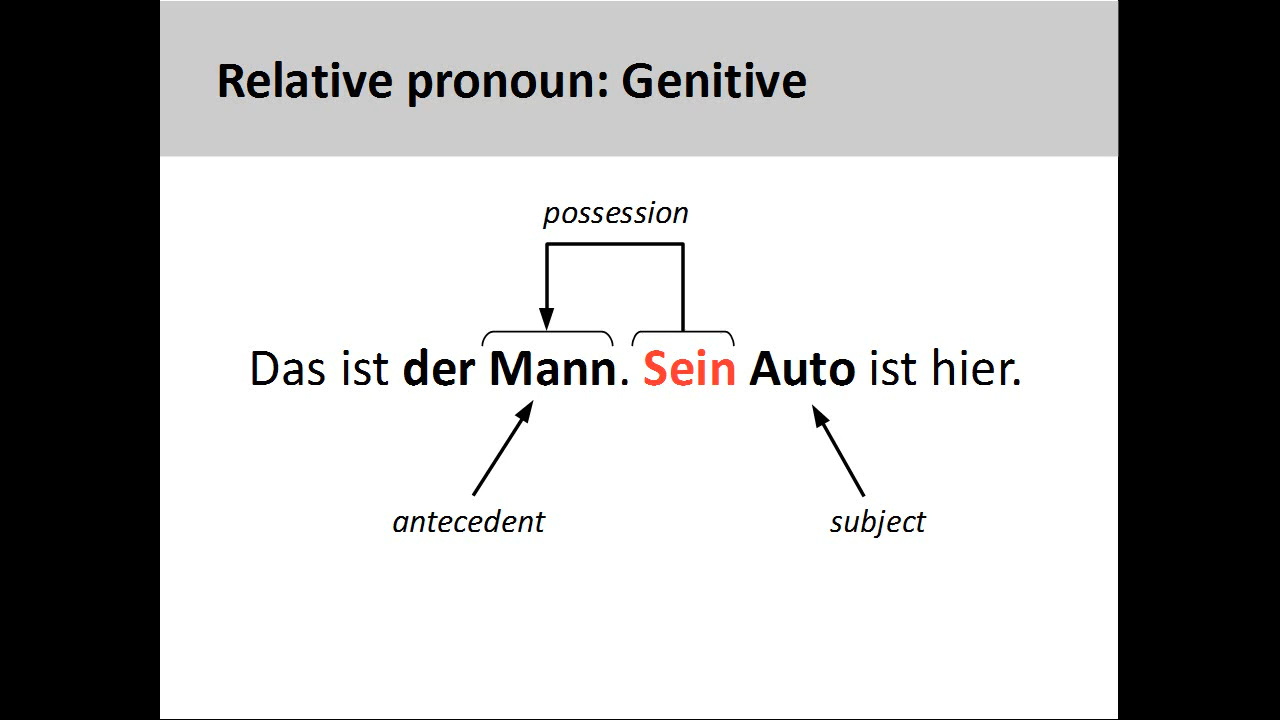 Relative pronoun: Genitive
possession
Das ist der Mann. Sein Auto ist hier.
antecedent
subject